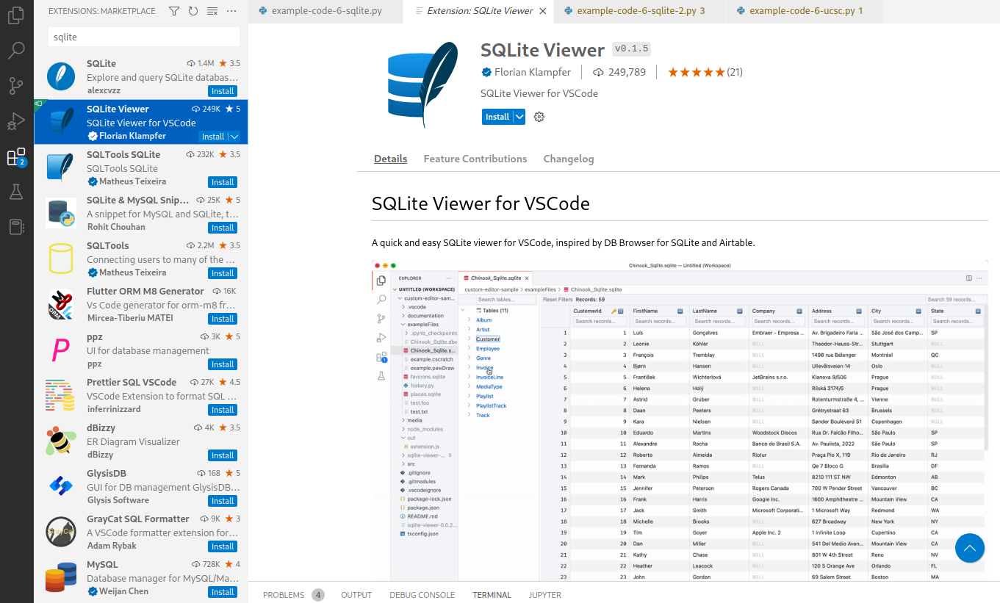 EXTENSIONS: MARKETPLACE
sqlite
SQLite 1.4M 3.5
Explore and query SQLite databas...
alexcvzz Install
SQLite Viewer 249K 5
SQLite Viewer for VSCode
Florian Klampfer Install
SQLTools SQLite 232K 3.5
SQLTools SQLite
Matheus Teixeira Install
SQLite & MySQL Snip... 25K 5
A snippet for MySQL and SQLite, t...
Rohit Chouhan Install
SQLTools 2.2M 3.5
Connecting users to many of the ...
Matheus Teixeira Install
Flutter ORM M8 Generator 16K
Vs Code generator for orm-m8 fr...
Mircea-Tiberiu MATEI Install
ppz 3K 5
UI for database management
ppz Install
Prettier SQL VSCode 27K 4.5
VSCode Extension to format SQL ...
inferrinizzard Install
dBizzy 4K 3.5
ER Diagram Visualizer
dBizzy Install
GlysisDB 168 5
GUI for DB management GlysisDB...
Glysis Software Install
GrayCat SQL Formatter 9K 3
A VSCode formatter extension for...
Adam Rybak Install
MySQL 728K 4
Database manager for MySQL/Ma...
Weijan Chen Install
2
example-code-6-sqlite.py
Extension: SQLite Viewer
example-code-6-sqlite-2.py 3
example-code-6-ucsc.py 1
SQLite Viewer v0.1.5
Florian Klampfer 249,789 (21)
SQLite Viewer for VSCode
Install
Details Feature Contributions Changelog
SQLite Viewer for VSCode
A quick and easy SQLite viewer for VSCode, inspired by DB Browser for SQLite and Airtable.
Chinook_Sqlite.sqlite — Untitled (Workspace)
EXPLORER
UNTITLED (WORKSPACE)
custom-editor-sam...
.vscode
documentation
exampleFiles
.ipynb_checkpoints
Chinook_Sqlite.dbx
Chinook_Sqlite.s...
example.cscratch
example.pawDraw
favicons.sqlite
history.py
places.sqlite
test.foo
test.txt
media
node_modules
out
extension.js
sqlite-viewer-... 5
src
.gitignore
.gitmodules
.vscodeignore
package-lock.json
package.json
README.md
sqlite-viewer-0.0.2...
tsconfig.json
1
Chinook_Sqlite.sqlite
custom-editor-sample > exampleFiles > Chinook_Sqlite.sqlite
Search tables... Reset Filters Records: 59 Search 59 records...
Tables (11)
Album
Artist
Customer
Employee
Genre
Invoice
InvoiceLine
MediaType
Playlist
PlaylistTrack
Track
CustomerId FirstName LastName Company Address City State
Search records... Search records... Search records... Search records... Search records... Search records... Search records...
1 1 Luís Gonçalves Embraer - Empresa ... Av. Brigadeiro Faria ... São José dos Camp... SP
2 2 Leonie Köhler NULL Theodor-Heuss-Str... Stuttgart NULL
3 3 François Tremblay NULL 1498 rue Bélanger Montréal QC
4 4 Bjørn Hansen NULL Ullevålsveien 14 Oslo NULL
5 5 František Wichterlová JetBrains s.r.o. Klanova 9/506 Prague NULL
6 6 Helena Holý NULL Rilská 3174/6 Prague NULL
7 7 Astrid Gruber NULL Rotenturmstraße 4, ... Vienne NULL
8 8 Daan Peeters NULL Grétrystraat 63 Brussels NULL
9 9 Kara Nielsen NULL Sønder Boulevard 51 Copenhagen NULL
10 10 Eduardo Martins Woodstock Discos Rua Dr. Falcão Filho... São Paulo SP
11 11 Alexandre Rocha Banco do Brasil S.A. Av. Paulista, 2022 São Paulo SP
12 12 Roberto Almeida Riotur Praça Pio X, 119 Rio de Janeiro RJ
13 13 Fernanda Ramos NULL Qe 7 Bloco G Brasília DF
14 14 Mark Philips Telus 8210 111 ST NW Edmonton AB
15 15 Jennifer Peterson Rogers Canada 700 W Pender Street Vancouver BC
16 16 Frank Harris Google Inc. 1600 Amphitheatre ... Mountain View CA
17 17 Jack Smith Microsoft Corporati... 1 Microsoft Way Redmond WA
18 18 Michelle Brooks NULL 627 Broadway New York NY
19 19 Tim Goyer Apple Inc. 2 1 Infinite Loop Cupertino CA
20 20 Dan Miller NULL 541 Del Medio Aven... Mountain View CA
21 21 Kathy Chase NULL 801 W 4th Street Reno NV
22 22 Heather Leacock NULL 120 S Orange Ave Orlando FL
23 23 John Gordon NULL 69 Salem Street Boston MA
PROBLEMS 4 OUTPUT DEBUG CONSOLE TERMINAL JUPYTER